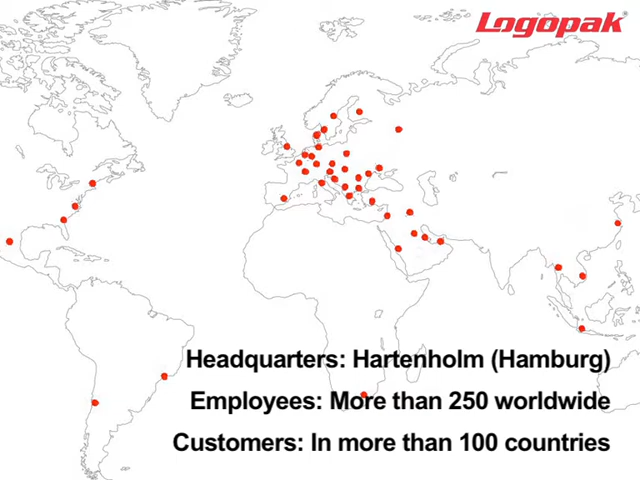 Logopak®
Headquarters: Hartenholm (Hamburg)
Employees: More than 250 worldwide
Customers: In more than 100 countries